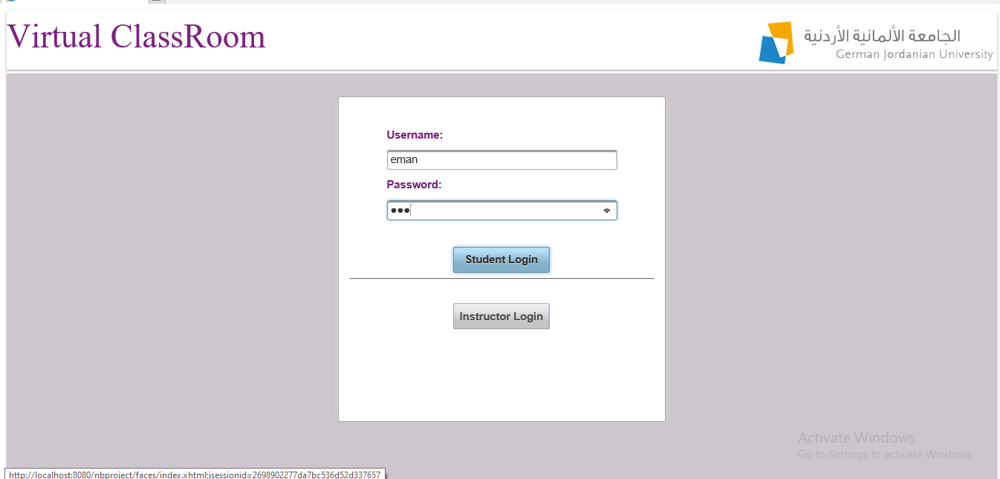 Virtual ClassRoom
الجامعة الألمانية الأردنية
German Jordanian University
Username:
eman
Password:
●●●
Student Login
Instructor Login
Activate Windows
Go to Settings to activate Windows.
http://localhost:8080/nbproject/faces/index.xhtml;jsessionid=2698902277da7bc536d52d337657